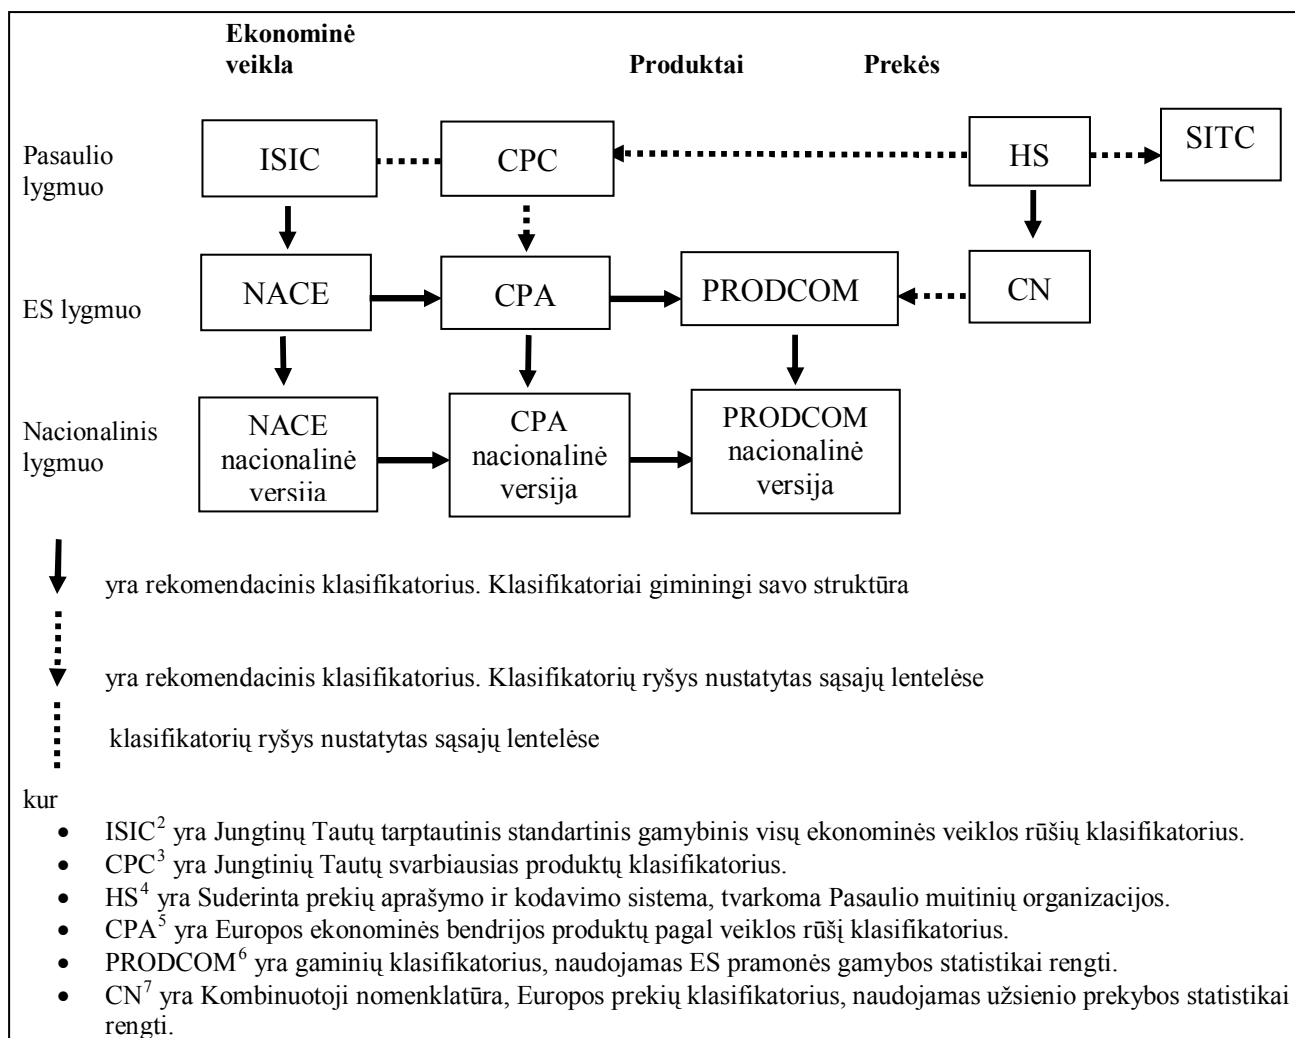 Ekonominė
veikla
Produktai
Prekės
Pasaulio
lygmuo
ISIC
CPC
HS
SITC
ES lygmuo
NACE
CPA
PRODCOM
CN
Nacionalinis
lygmuo
NACE
nacionalinė
versija
CPA
nacionalinė
versija
PRODCOM
nacionalinė
versija
yra rekomendacinis klasifikatorius. Klasifikatoriai giminingi savo struktūra
yra rekomendacinis klasifikatorius. Klasifikatorių ryšys nustatytas sąsajų lentelėse
klasifikatorių ryšys nustatytas sąsajų lentelėse
kur
• ISIC² yra Jungtinų Tautų tarptautinis standartinis gamybinis visų ekonominės veiklos rūšių klasifikatorius.
• CPC³ yra Jungtinių Tautų svarbiausias produktų klasifikatorius.
• HS⁴ yra Suderinta prekių aprašymo ir kodavimo sistema, tvarkoma Pasaulio muitinių organizacijos.
• CPA⁵ yra Europos ekonominės bendrijos produktų pagal veiklos rūšį klasifikatorius.
• PRODCOM⁶ yra gaminių klasifikatorius, naudojamas ES pramonės gamybos statistikai rengti.
• CN⁷ yra Kombinuotoji nomenklatūra, Europos prekių klasifikatorius, naudojamas užsienio prekybos statistikai
rengti.